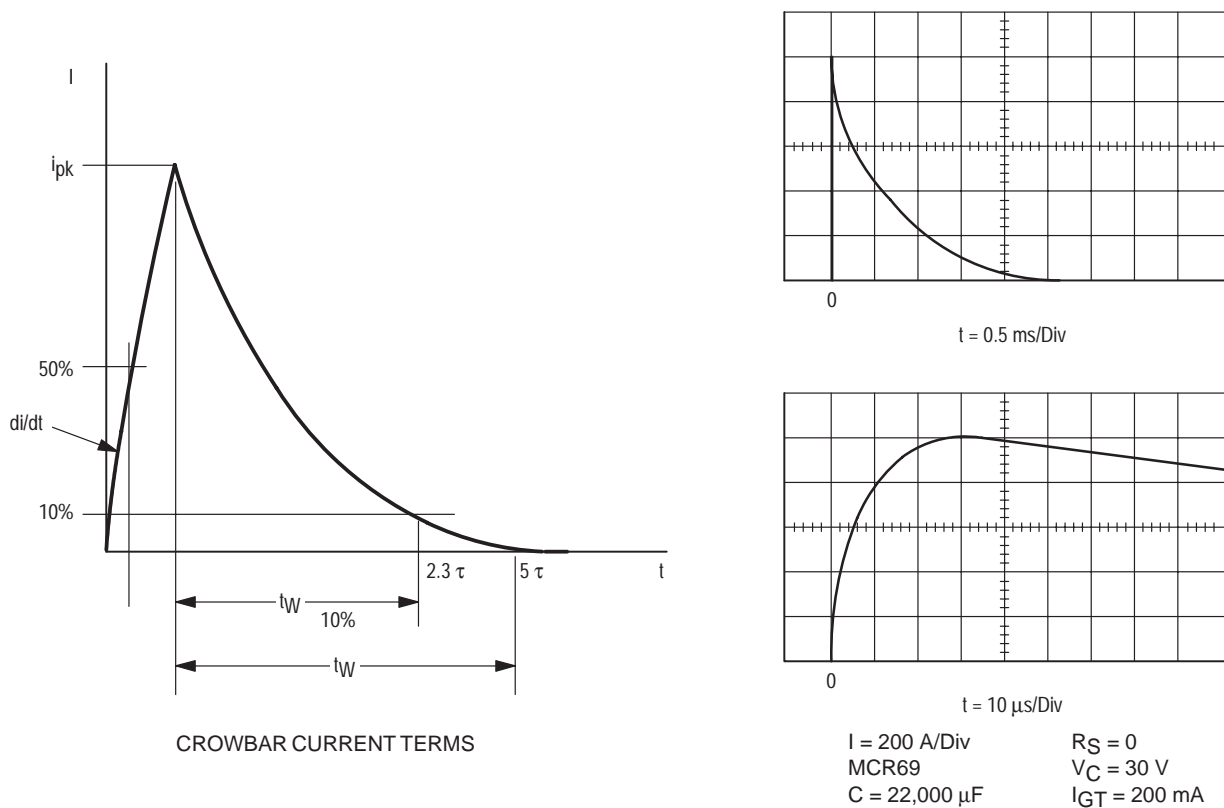 I
ipk
50%
di/dt
10%
2.3 τ
5 τ
t
tW
10%
tW
CROWBAR CURRENT TERMS
0
t = 0.5 ms/Div
0
t = 10 μs/Div
I = 200 A/Div
MCR69
C = 22,000 μF
RS = 0
VC = 30 V
IGT = 200 mA